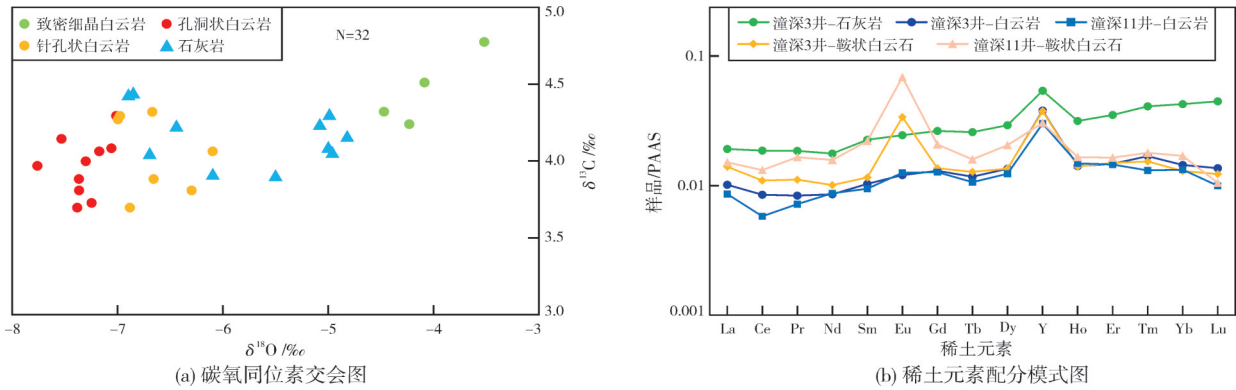 致密细晶白云岩 孔洞状白云岩
针孔状白云岩 石灰岩
N=32
5.0
4.5
4.0
3.5
3.0
δ¹³C/‰
-8 -7 -6 -5 -4 -3
δ¹⁸O/‰
(a) 碳氧同位素交会图
潼深3井-石灰岩 潼深3井-白云岩 潼深11井-白云岩
潼深3井-鞍状白云石 潼深11井-鞍状白云石
0.1
0.01
0.001
样品/PAAS
La Ce Pr Nd Sm Eu Gd Tb Dy Y Ho Er Tm Yb Lu
稀土元素
(b) 稀土元素配分模式图